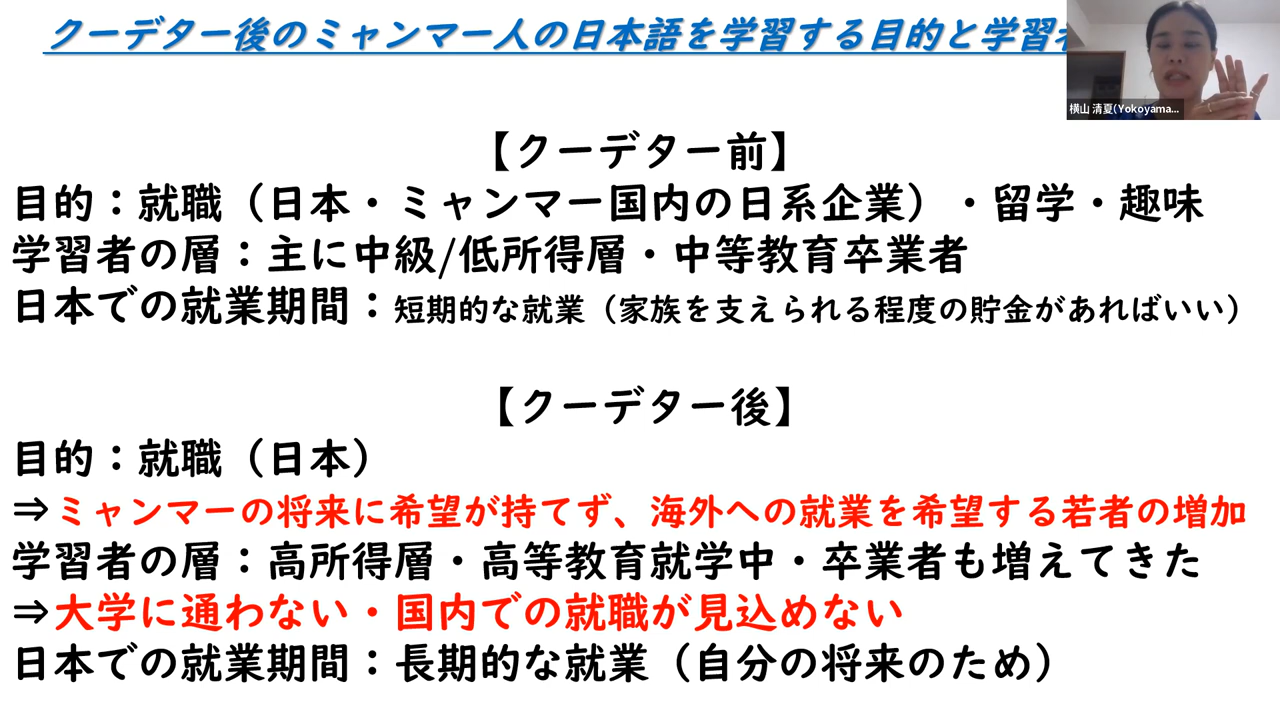 クーデター後のミャンマー人の日本語を学習する目的と学習
横山 清夏(Yokoyama...
【クーデター前】
目的：就職（日本・ミャンマー国内の日系企業）・留学・趣味
学習者の層：主に中級/低所得層・中等教育卒業者
日本での就業期間：短期的な就業（家族を支えられる程度の貯金があればいい）
【クーデター後】
目的：就職（日本）
⇒ミャンマーの将来に希望が持てず、海外への就業を希望する若者の増加
学習者の層：高所得層・高等教育就学中・卒業者も増えてきた
⇒大学に通わない・国内での就職が見込めない
日本での就業期間：長期的な就業（自分の将来のため）